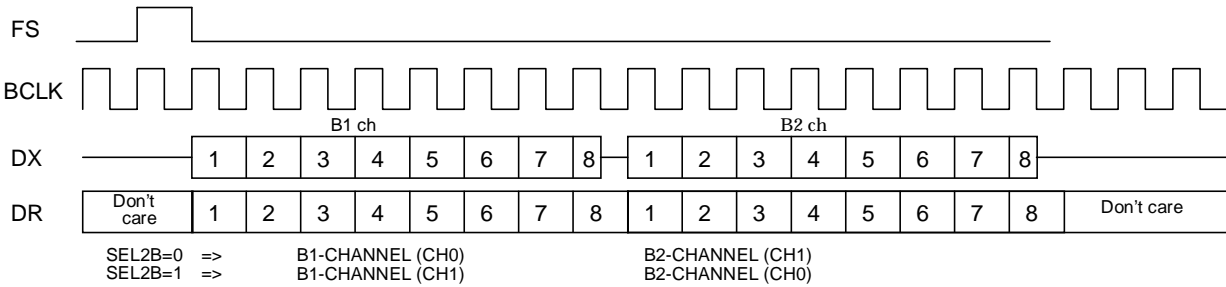 FS
BCLK
B1 ch B2 ch
DX 1 2 3 4 5 6 7 8 1 2 3 4 5 6 7 8
DR Don't care 1 2 3 4 5 6 7 8 1 2 3 4 5 6 7 8 Don't care
SEL2B=0 => B1-CHANNEL (CH0) B2-CHANNEL (CH1)
SEL2B=1 => B1-CHANNEL (CH1) B2-CHANNEL (CH0)